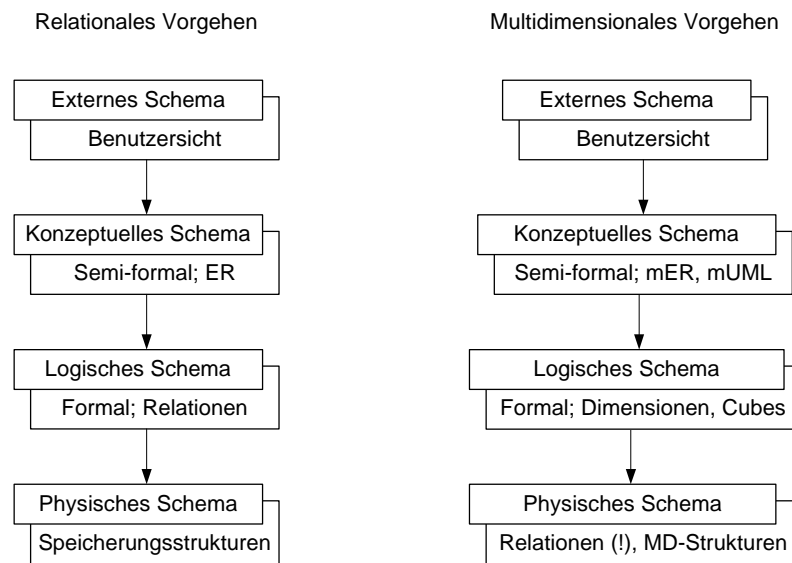 Relationales Vorgehen
Externes Schema
Benutzersicht
Konzeptuelles Schema
Semi-formal; ER
Logisches Schema
Formal; Relationen
Physisches Schema
Speicherungsstrukturen
Multidimensionales Vorgehen
Externes Schema
Benutzersicht
Konzeptuelles Schema
Semi-formal; mER, mUML
Logisches Schema
Formal; Dimensionen, Cubes
Physisches Schema
Relationen (!), MD-Strukturen